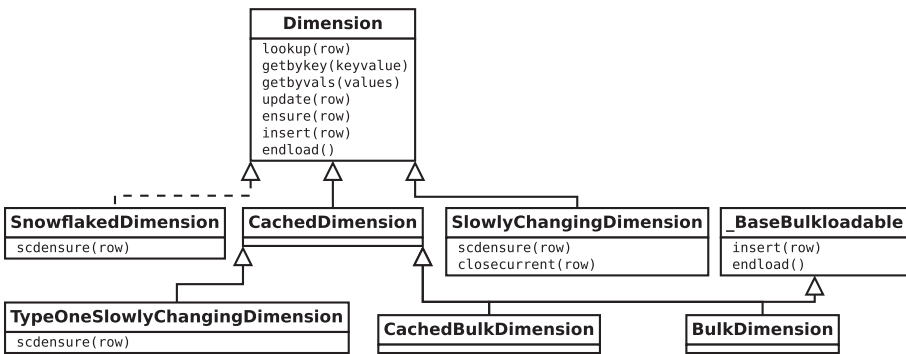 Dimension
lookup(row)
getbykey(keyvalue)
getbyvals(values)
update(row)
ensure(row)
insert(row)
endload()
SnowflakedDimension
scdensure(row)
CachedDimension
SlowlyChangingDimension
scdensure(row)
closecurrent(row)
_BaseBulkloadable
insert(row)
endload()
TypeOneSlowlyChangingDimension
scdensure(row)
CachedBulkDimension
BulkDimension